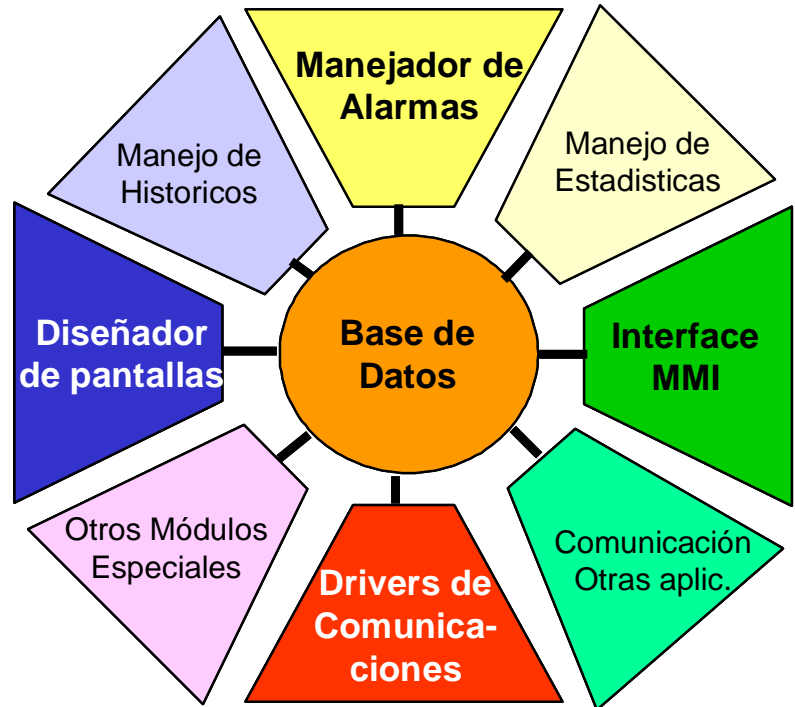 Manejador de
Alarmas
Manejo de
Historicos
Manejo de
Estadisticas
Diseñador
de pantallas
Base de
Datos
Interface
MMI
Otros Módulos
Especiales
Drivers de
Comunica-
ciones
Comunicación
Otras aplic.